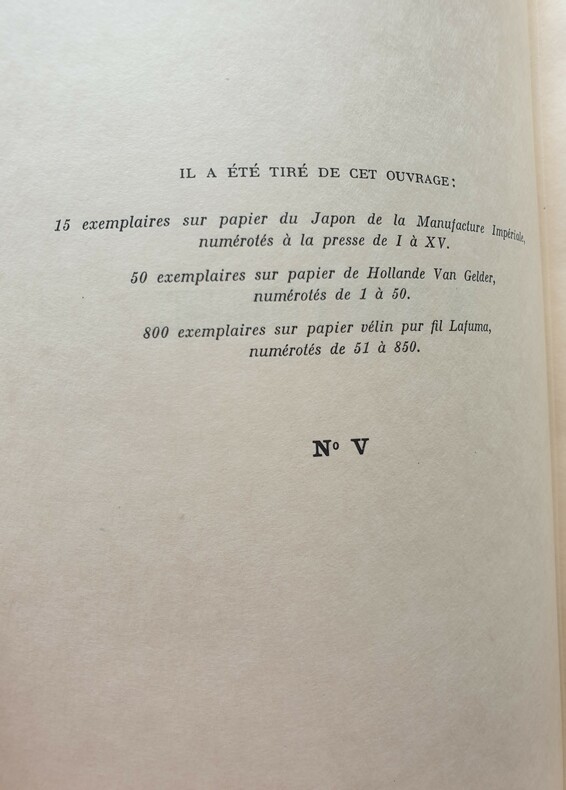 IL A ÉTÉ TIRÉ DE CET OUVRAGE:
15 exemplaires sur papier du Japon de la Manufacture Impériale,
numérotés à la presse de I à XV.
50 exemplaires sur papier de Hollande Van Gelder,
numérotés de 1 à 50.
800 exemplaires sur papier vélin pur fil Lafuma,
numérotés de 51 à 850.
Nº V